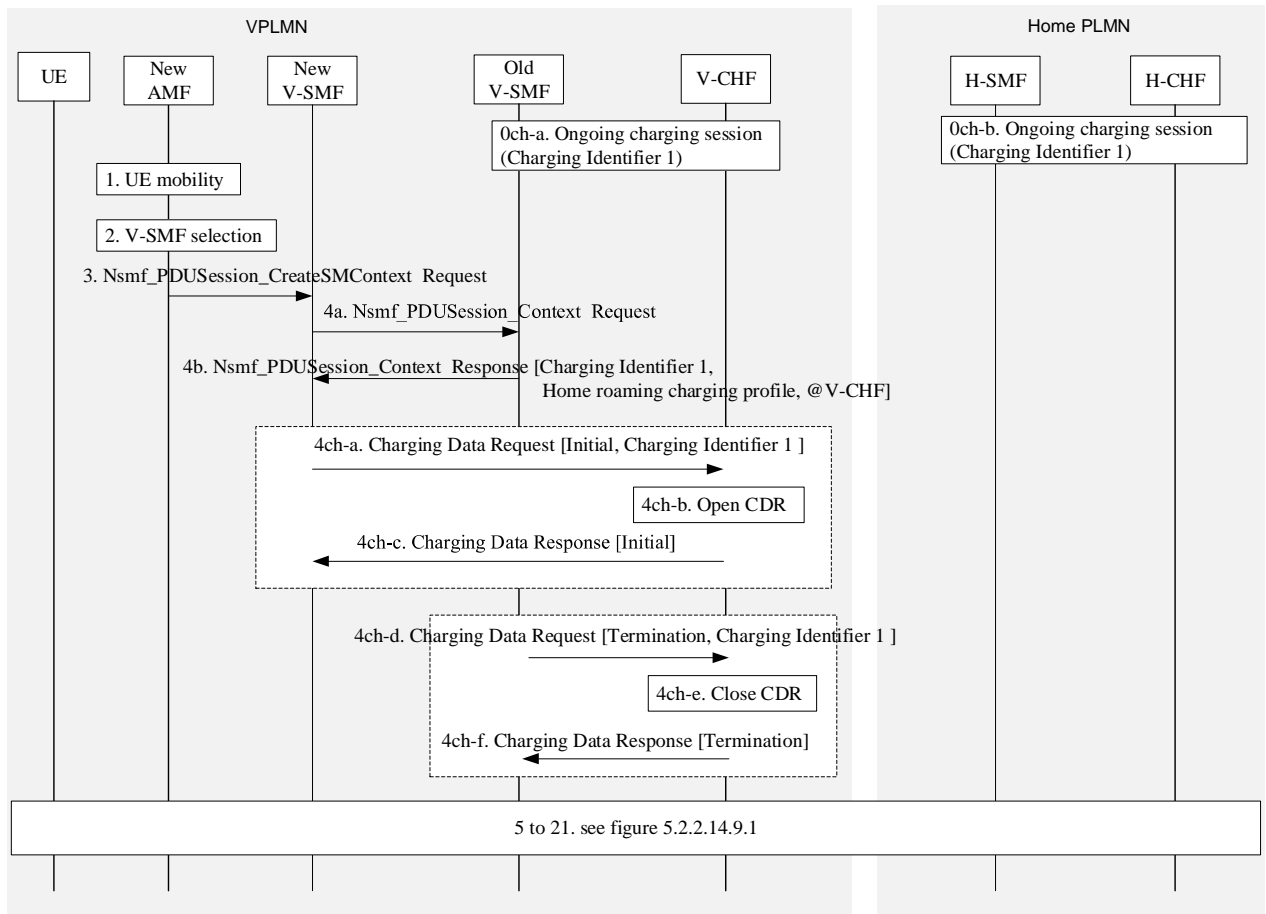 VPLMN
Home PLMN
UE
New
AMF
New
V-SMF
Old
V-SMF
V-CHF
H-SMF
H-CHF
0ch-a. Ongoing charging session
(Charging Identifier 1)
0ch-b. Ongoing charging session
(Charging Identifier 1)
1. UE mobility
2. V-SMF selection
3. Nsmf_PDUSession_CreateSMContext Request
4a. Nsmf_PDUSession_Context Request
4b. Nsmf_PDUSession_Context Response [Charging Identifier 1,
Home roaming charging profile, @V-CHF]
4ch-a. Charging Data Request [Initial, Charging Identifier 1 ]
4ch-b. Open CDR
4ch-c. Charging Data Response [Initial]
4ch-d. Charging Data Request [Termination, Charging Identifier 1 ]
4ch-e. Close CDR
4ch-f. Charging Data Response [Termination]
5 to 21. see figure 5.2.2.14.9.1